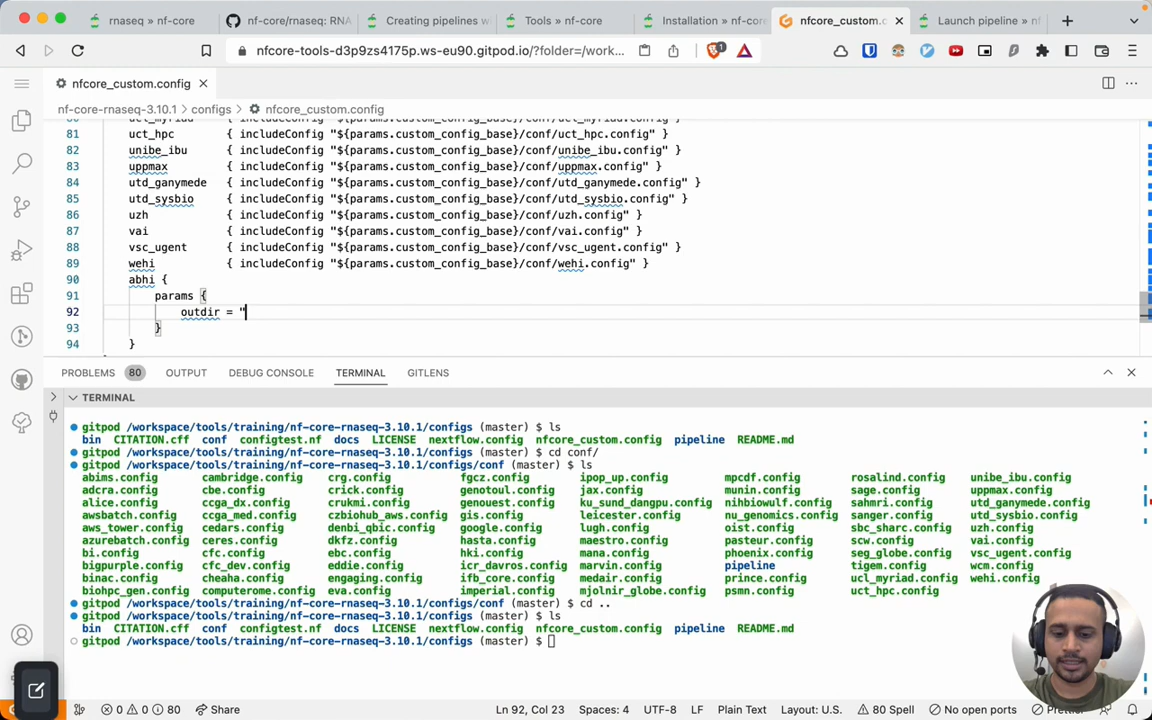 rnaseq » nf-core
nf-core/rnaseq: RNA
Creating pipelines w
Tools » nf-core
Installation » nf-core
nfcore_custom.config
Launch pipeline » nf
nfcore-tools-d3p9zs4175p.ws-eu90.gitpod.io/?folder=/work...
1
nfcore_custom.config
nf-core-rnaseq-3.10.1 > configs > nfcore_custom.config
80 uct_myriad { includeConfig "${params.custom_config_base}/conf/uct_myriad.config" }
81 uct_hpc { includeConfig "${params.custom_config_base}/conf/uct_hpc.config" }
82 unibe_ibu { includeConfig "${params.custom_config_base}/conf/unibe_ibu.config" }
83 uppmax { includeConfig "${params.custom_config_base}/conf/uppmax.config" }
84 utd_ganymede { includeConfig "${params.custom_config_base}/conf/utd_ganymede.config" }
85 utd_sysbio { includeConfig "${params.custom_config_base}/conf/utd_sysbio.config" }
86 uzh { includeConfig "${params.custom_config_base}/conf/uzh.config" }
87 vai { includeConfig "${params.custom_config_base}/conf/vai.config" }
88 vsc_ugent { includeConfig "${params.custom_config_base}/conf/vsc_ugent.config" }
89 wehi { includeConfig "${params.custom_config_base}/conf/wehi.config" }
90 abhi {
91 params {
92 outdir = "
93 }
94 }
PROBLEMS 80 OUTPUT DEBUG CONSOLE TERMINAL GITLENS
TERMINAL
gitpod /workspace/tools/training/nf-core-rnaseq-3.10.1/configs (master) $ ls
bin CITATION.cff conf configtest.nf docs LICENSE nextflow.config nfcore_custom.config pipeline README.md
gitpod /workspace/tools/training/nf-core-rnaseq-3.10.1/configs (master) $ cd conf/
gitpod /workspace/tools/training/nf-core-rnaseq-3.10.1/configs/conf (master) $ ls
abims.config cambridge.config crg.config fgcz.config ipop_up.config mpcdf.config rosalind.config unibe_ibu.config
adcra.config cbe.config crick.config genotoul.config jax.config munin.config sage.config uppmax.config
alice.config ccga_dx.config crukmi.config genouest.config ku_sund_dangpu.config nihbiowulf.config sahmri.config utd_ganymede.config
awsbatch.config ccga_med.config czbiohub_aws.config gis.config leicester.config nu_genomics.config sanger.config utd_sysbio.config
aws_tower.config cedars.config denbi_qbic.config google.config lugh.config oist.config sbc_sharc.config uzh.config
azurebatch.config ceres.config dkfz.config hasta.config maestro.config pasteur.config scw.config vai.config
bi.config cfc.config ebc.config hki.config mana.config phoenix.config seg_globe.config vsc_ugent.config
bigpurple.config cfc_dev.config eddie.config icr_davros.config marvin.config pipeline tigem.config wcm.config
binac.config cheaha.config engaging.config ifb_core.config medair.config prince.config ucl_myriad.config wehi.config
biohpc_gen.config computerome.config eva.config imperial.config mjolnir_globe.config psmn.config uct_hpc.config
gitpod /workspace/tools/training/nf-core-rnaseq-3.10.1/configs/conf (master) $ cd ..
gitpod /workspace/tools/training/nf-core-rnaseq-3.10.1/configs (master) $ ls
bin CITATION.cff conf configtest.nf docs LICENSE nextflow.config nfcore_custom.config pipeline README.md
gitpod /workspace/tools/training/nf-core-rnaseq-3.10.1/configs (master) $
0 0 80 Share Ln 92, Col 23 Spaces: 4 UTF-8 LF Plain Text Layout: U.S. 80 Spell No open ports Prettier